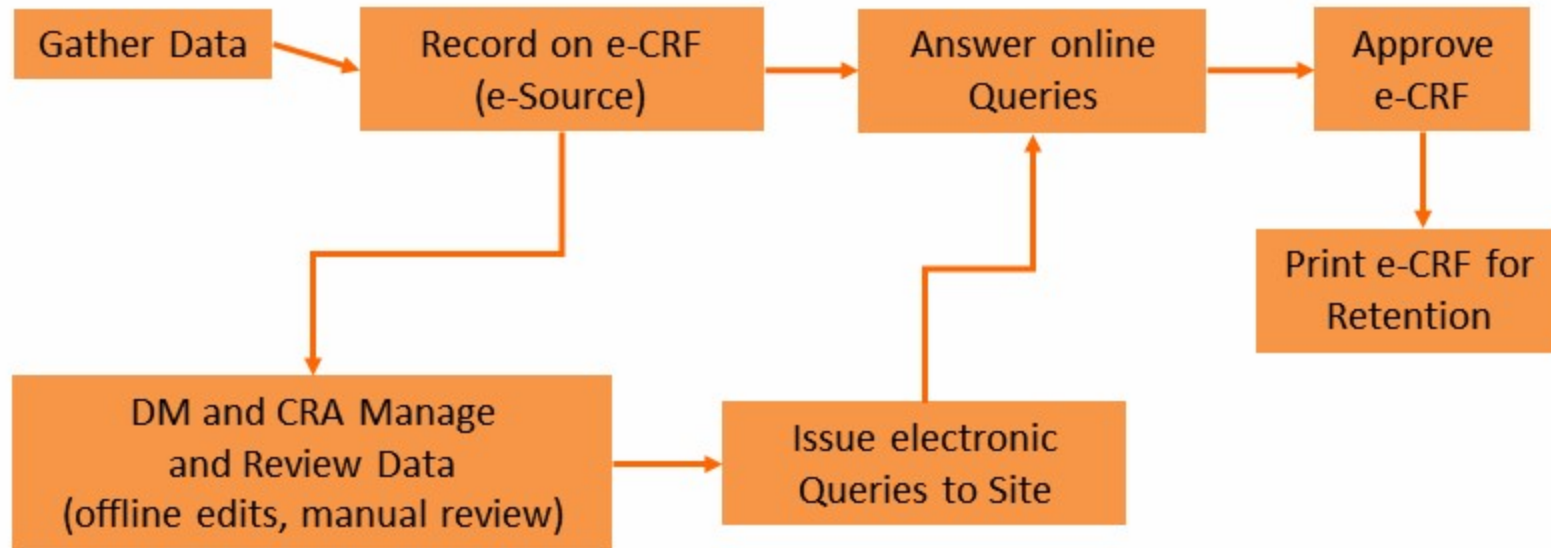 Gather Data
Record on e-CRF
(e-Source)
Answer online
Queries
Approve
e-CRF
Print e-CRF for
Retention
DM and CRA Manage
and Review Data
(offline edits, manual review)
Issue electronic
Queries to Site